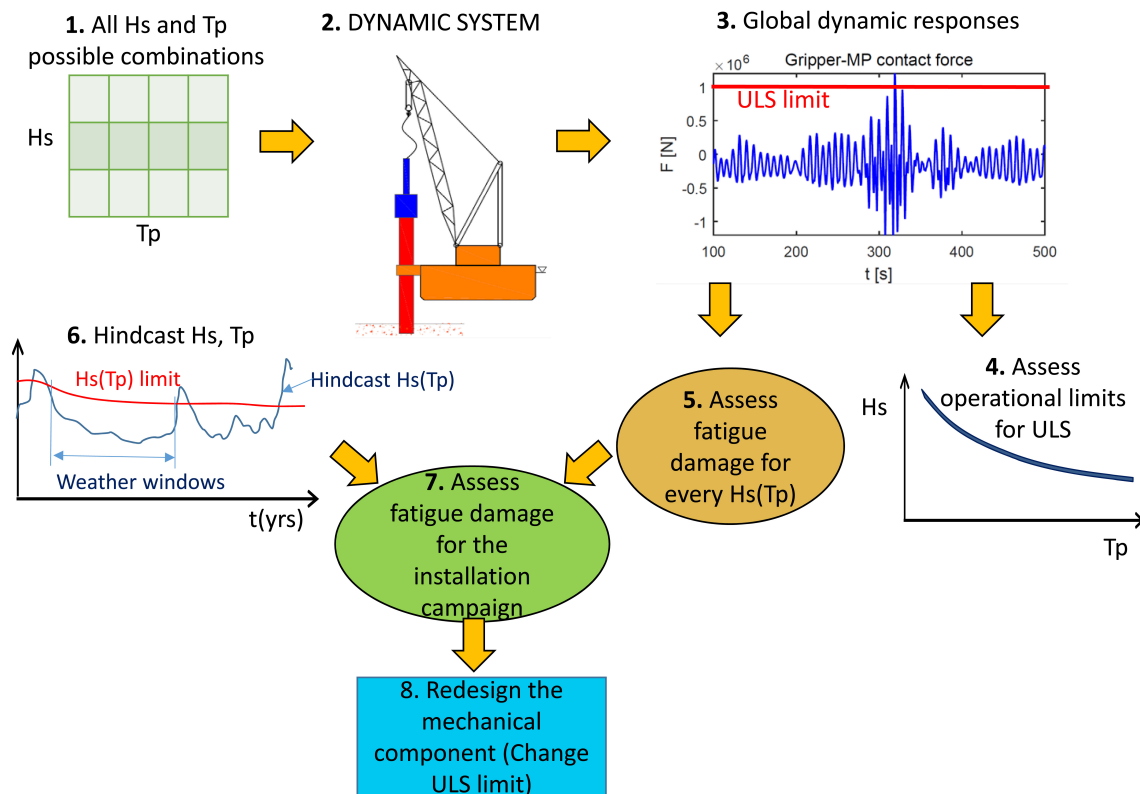 1. All Hs and Tp
possible combinations
Hs
Tp
2. DYNAMIC SYSTEM
3. Global dynamic responses
Gripper-MP contact force
× 10⁶
ULS limit
F [N]
1
0.5
0
-0.5
-1
100
200
300
400
500
t [s]
4. Assess
operational limits
for ULS
Hs
Tp
5. Assess
fatigue
damage for
every Hs(Tp)
6. Hindcast Hs, Tp
Hs(Tp) limit
Hindcast Hs(Tp)
Weather windows
t(yrs)
7. Assess
fatigue damage
for the
installation
campaign
8. Redesign the
mechanical
component (Change
ULS limit)